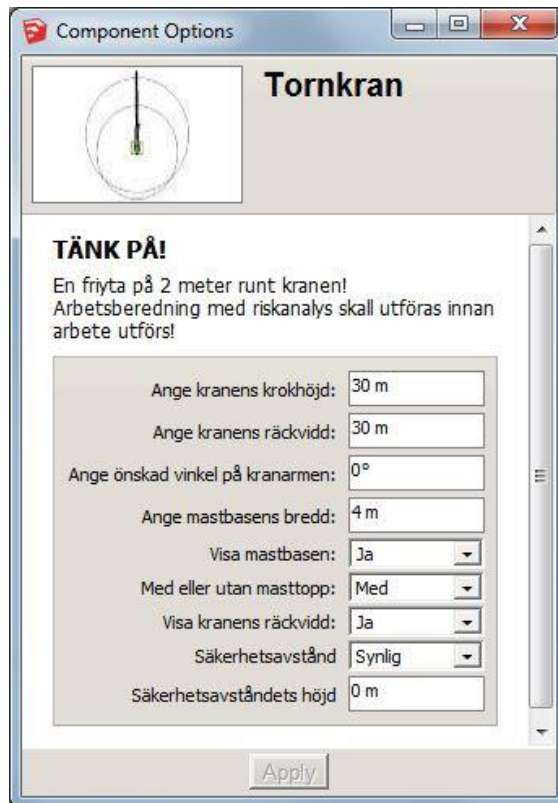 Component Options
Tornkran
TÄNK PÅ!
En friyta på 2 meter runt kranen!
Arbetsberedning med riskanalys skall utföras innan
arbete utförs!
Ange kranens krokhöjd: 30 m
Ange kranens räckvidd: 30 m
Ange önskad vinkel på kranarmen: 0°
Ange mastbasens bredd: 4 m
Visa mastbasen: Ja
Med eller utan masttopp: Med
Visa kranens räckvidd: Ja
Säkerhetsavstånd Synlig
Säkerhetsavståndets höjd 0 m
Apply